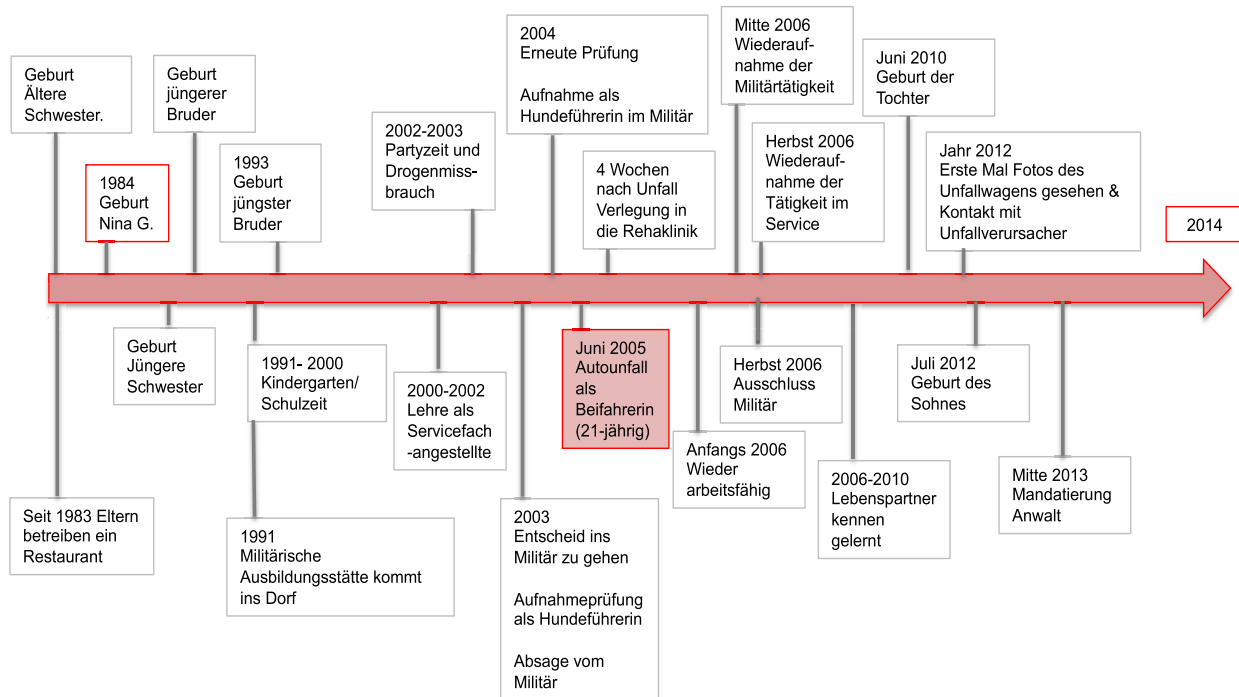 Geburt
Ältere
Schwester.
1984
Geburt
Nina G.
Geburt
jüngerer
Bruder
1993
Geburt
jüngster
Bruder
2002-2003
Partyzeit und
Drogenmiss-
brauch
2004
Erneute Prüfung
Aufnahme als
Hundeführerin im Militär
4 Wochen
nach Unfall
Verlegung in
die Rehaklinik
Mitte 2006
Wiederauf-
nahme der
Militärtätigkeit
Herbst 2006
Wiederauf-
nahme der
Tätigkeit im
Service
Juni 2010
Geburt der
Tochter
Jahr 2012
Erste Mal Fotos des
Unfallwagens gesehen &
Kontakt mit
Unfallverursacher
2014
Seit 1983 Eltern
betreiben ein
Restaurant
Geburt
Jüngere
Schwester
1991- 2000
Kindergarten/
Schulzeit
1991
Militärische
Ausbildungsstätte kommt
ins Dorf
2000-2002
Lehre als
Servicefach
-angestellte
2003
Entscheid ins
Militär zu gehen
Aufnahmeprüfung
als Hundeführerin
Absage vom
Militär
Juni 2005
Autounfall
als
Beifahrerin
(21-jährig)
Anfangs 2006
Wieder
arbeitsfähig
Herbst 2006
Ausschluss
Militär
2006-2010
Lebenspartner
kennen
gelernt
Juli 2012
Geburt des
Sohnes
Mitte 2013
Mandatierung
Anwalt